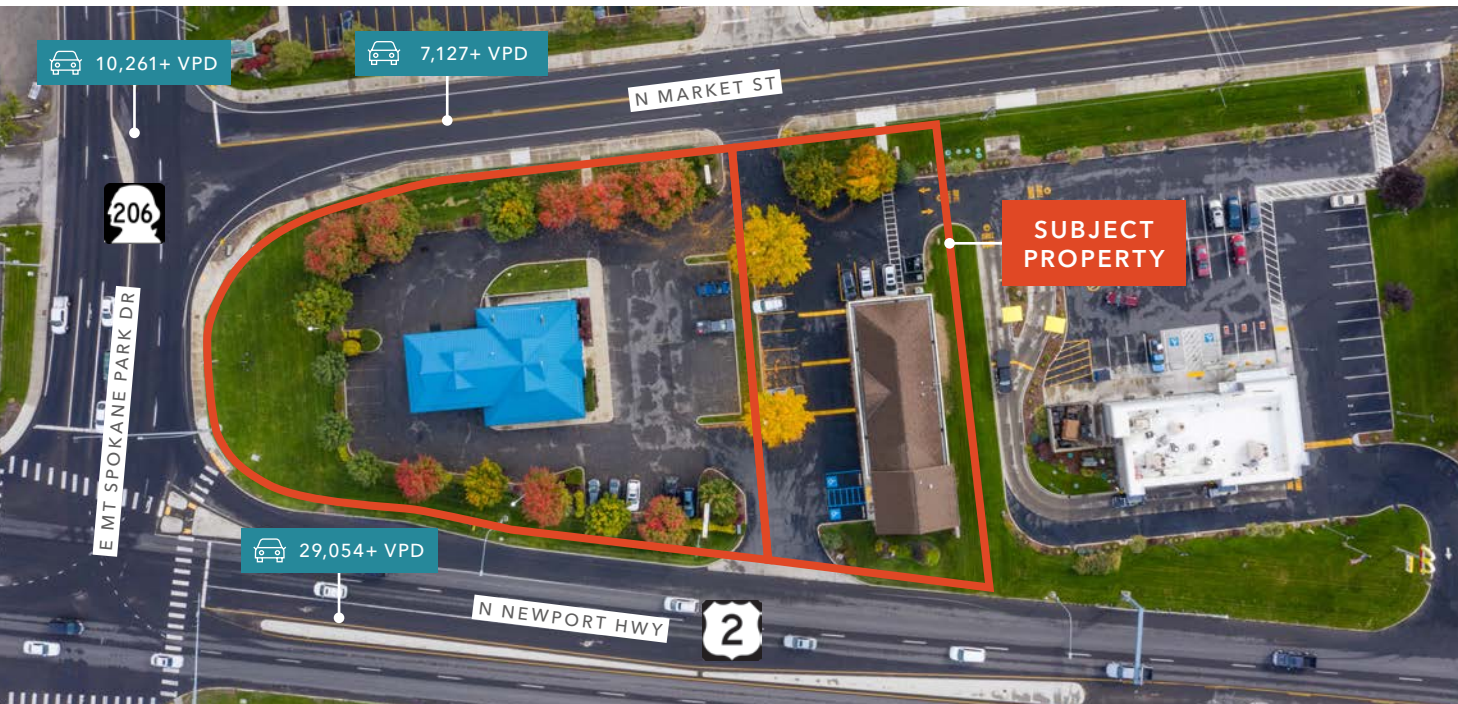 10,261+ VPD
7,127+ VPD
N MARKET ST
206
SUBJECT
PROPERTY
E MT SPOKANE PARK DR
29,054+ VPD
N NEWPORT HWY
2